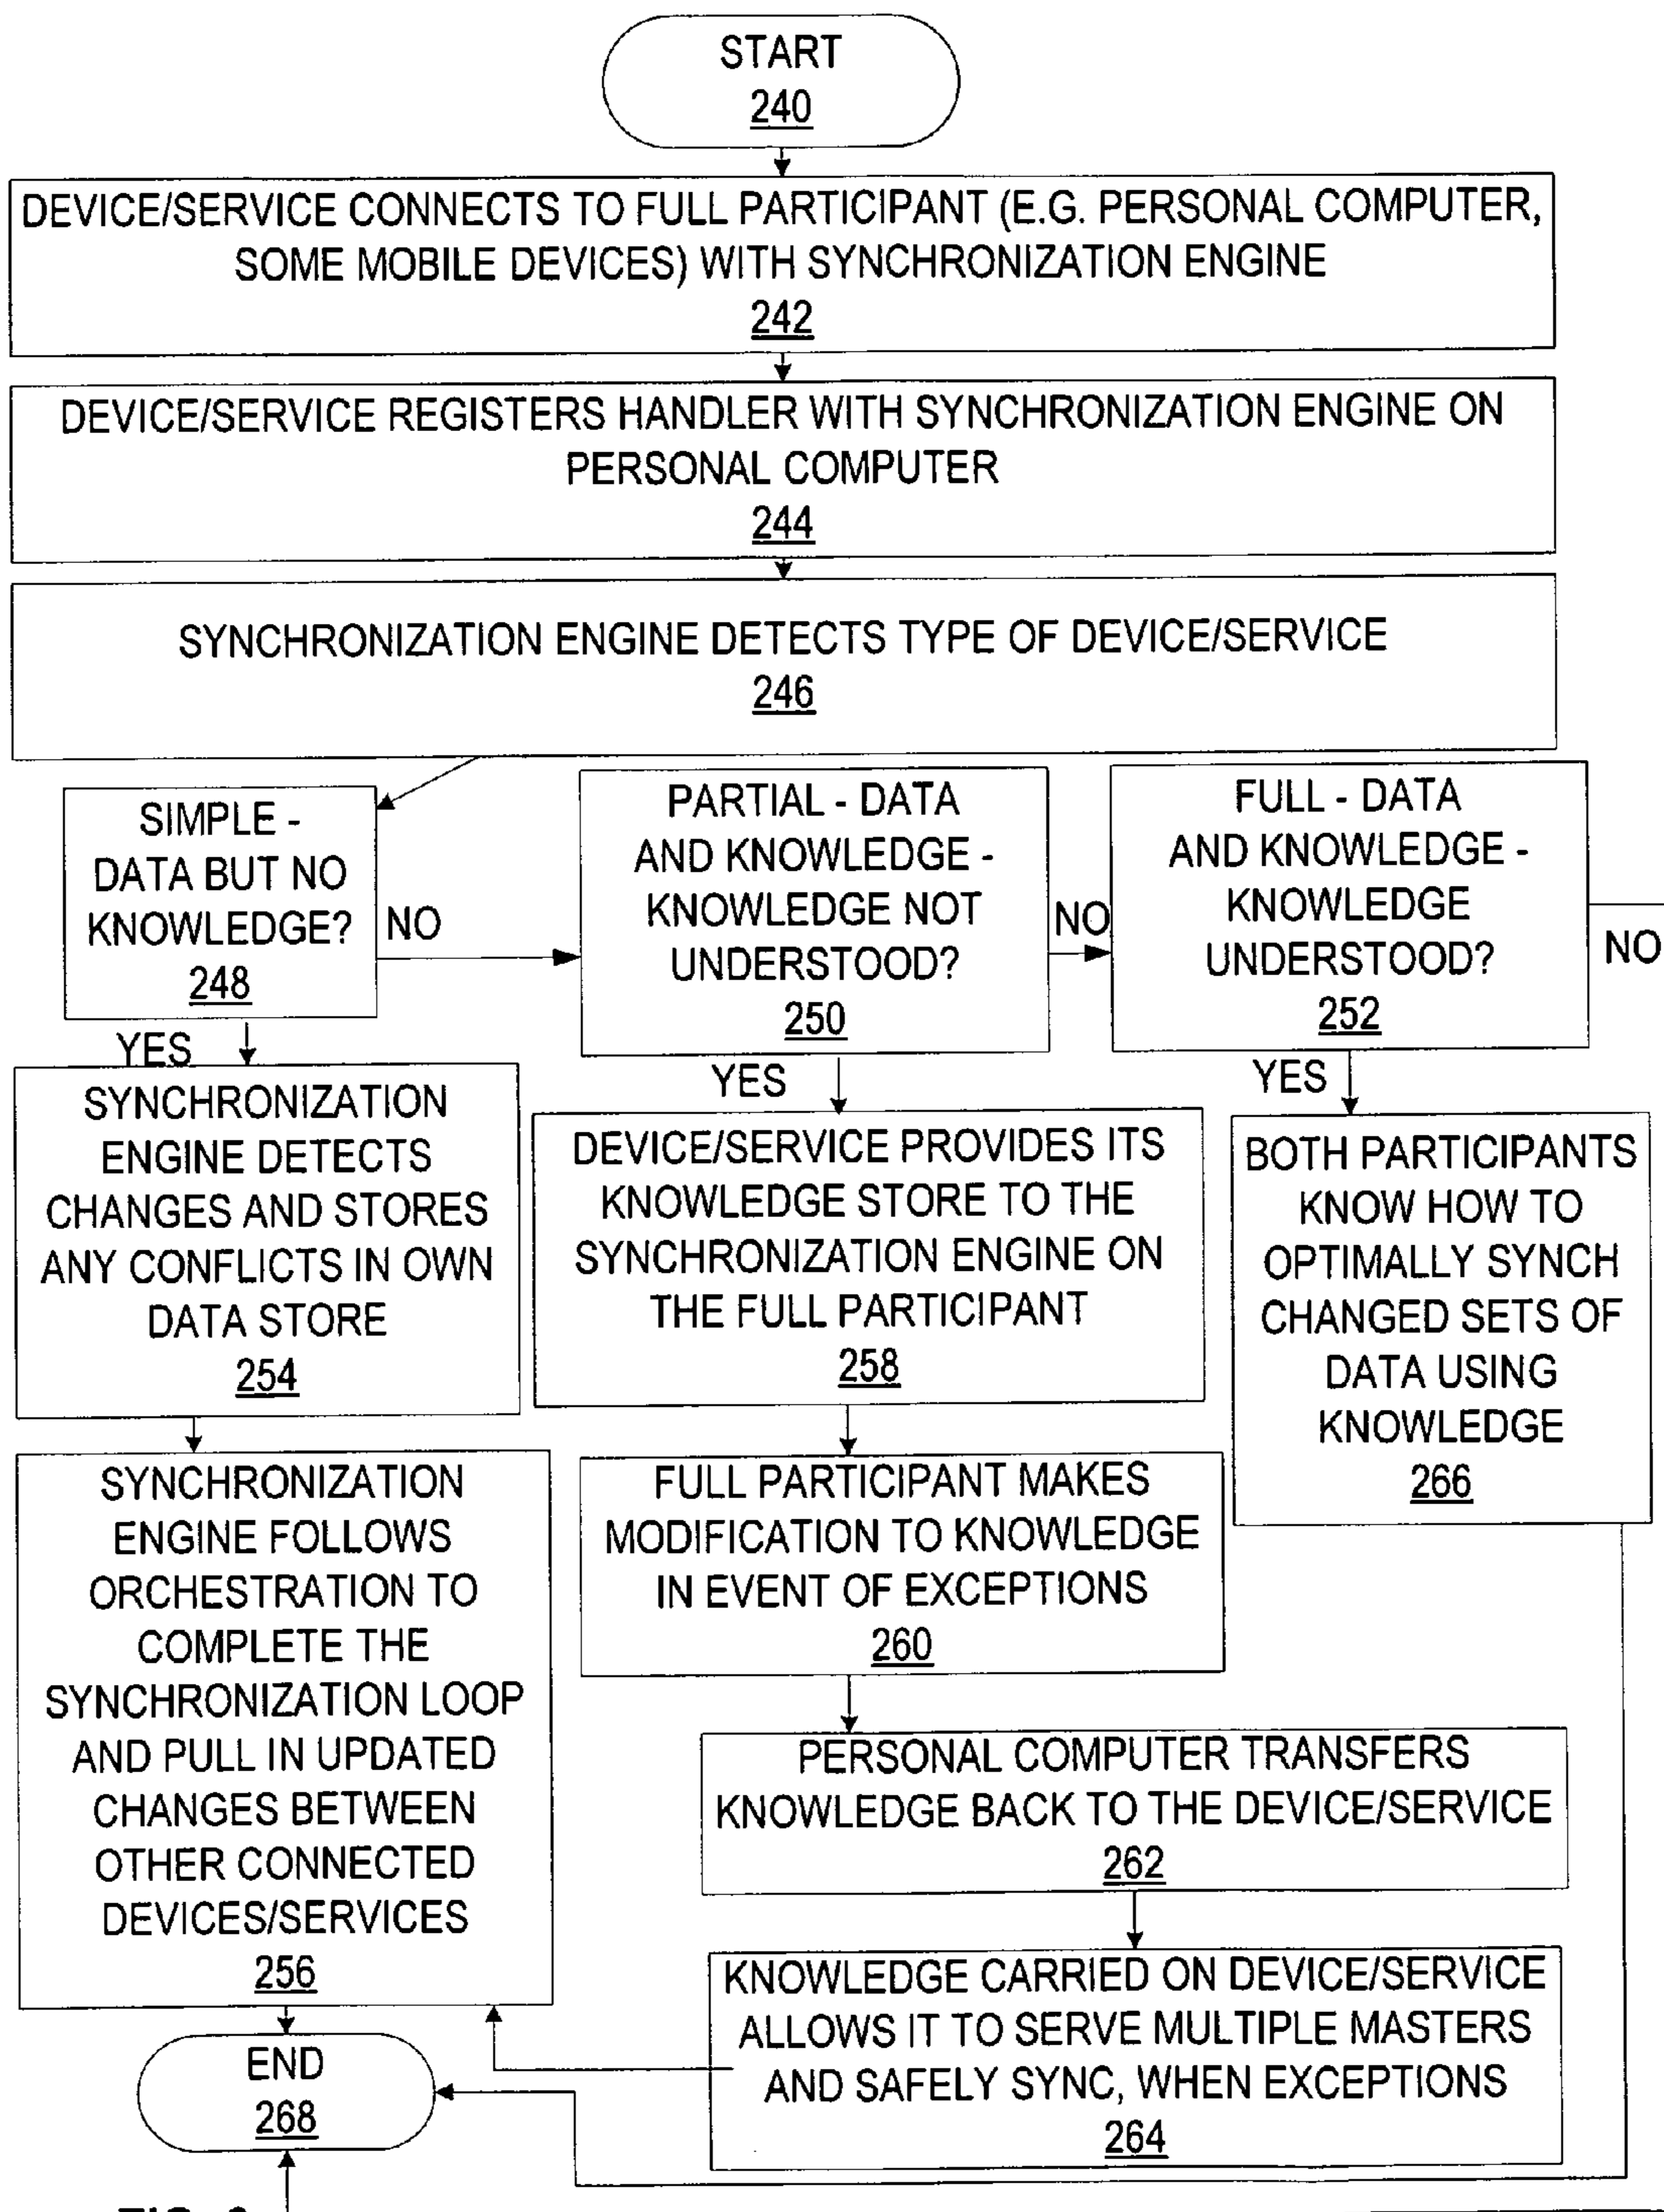 START
240
DEVICE/SERVICE CONNECTS TO FULL PARTICIPANT (E.G. PERSONAL COMPUTER,
SOME MOBILE DEVICES) WITH SYNCHRONIZATION ENGINE
242
DEVICE/SERVICE REGISTERS HANDLER WITH SYNCHRONIZATION ENGINE ON
PERSONAL COMPUTER
244
SYNCHRONIZATION ENGINE DETECTS TYPE OF DEVICE/SERVICE
246
SIMPLE -
DATA BUT NO
KNOWLEDGE?
248
NO
PARTIAL - DATA
AND KNOWLEDGE -
KNOWLEDGE NOT
UNDERSTOOD?
250
NO
FULL - DATA
AND KNOWLEDGE -
KNOWLEDGE
UNDERSTOOD?
252
NO
YES
YES
YES
SYNCHRONIZATION
ENGINE DETECTS
CHANGES AND STORES
ANY CONFLICTS IN OWN
DATA STORE
254
DEVICE/SERVICE PROVIDES ITS
KNOWLEDGE STORE TO THE
SYNCHRONIZATION ENGINE ON
THE FULL PARTICIPANT
258
BOTH PARTICIPANTS
KNOW HOW TO
OPTIMALLY SYNCH
CHANGED SETS OF
DATA USING
KNOWLEDGE
266
SYNCHRONIZATION
ENGINE FOLLOWS
ORCHESTRATION TO
COMPLETE THE
SYNCHRONIZATION LOOP
AND PULL IN UPDATED
CHANGES BETWEEN
OTHER CONNECTED
DEVICES/SERVICES
256
FULL PARTICIPANT MAKES
MODIFICATION TO KNOWLEDGE
IN EVENT OF EXCEPTIONS
260
PERSONAL COMPUTER TRANSFERS
KNOWLEDGE BACK TO THE DEVICE/SERVICE
262
KNOWLEDGE CARRIED ON DEVICE/SERVICE
ALLOWS IT TO SERVE MULTIPLE MASTERS
AND SAFELY SYNC, WHEN EXCEPTIONS
264
END
268